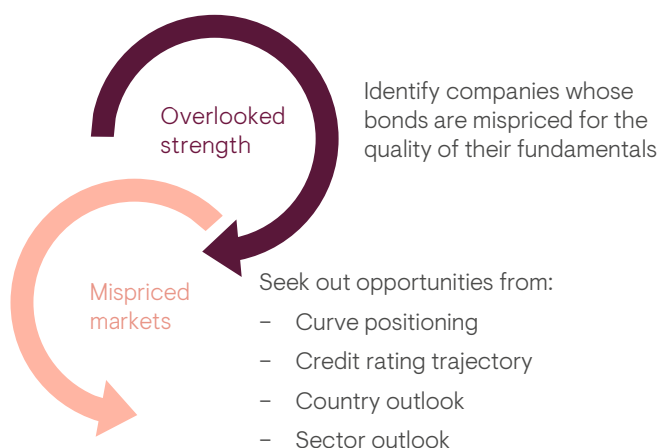 Overlooked
strength
Identify companies whose
bonds are mispriced for the
quality of their fundamentals
Mispriced
markets
Seek out opportunities from:
– Curve positioning
– Credit rating trajectory
– Country outlook
– Sector outlook